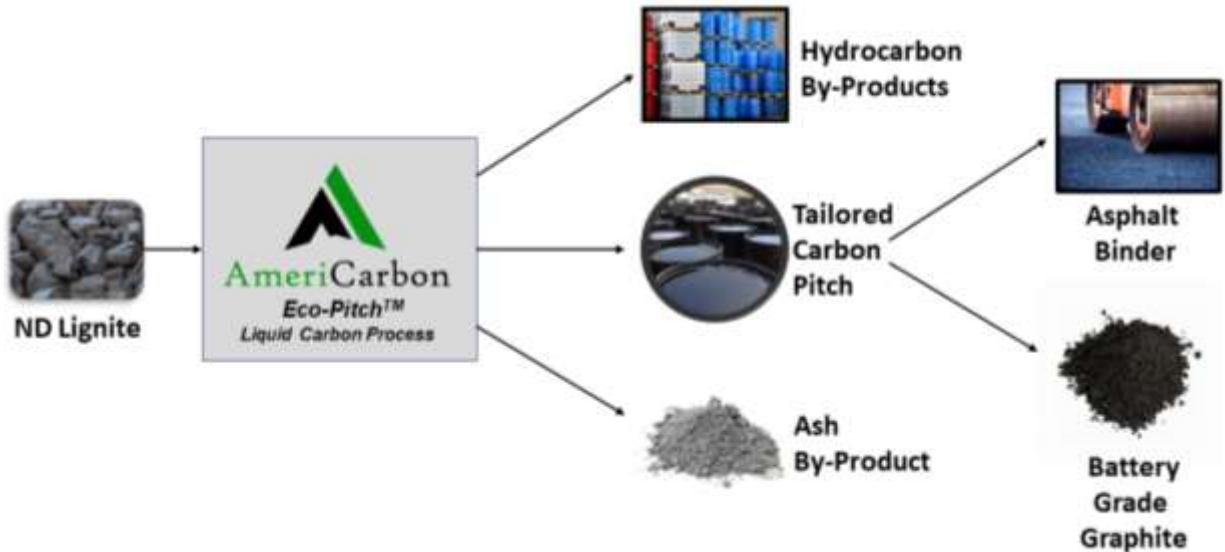 ND Lignite
AmeriCarbon
Eco-Pitch™
Liquid Carbon Process
Hydrocarbon
By-Products
Tailored
Carbon
Pitch
Ash
By-Product
Asphalt
Binder
Battery
Grade
Graphite